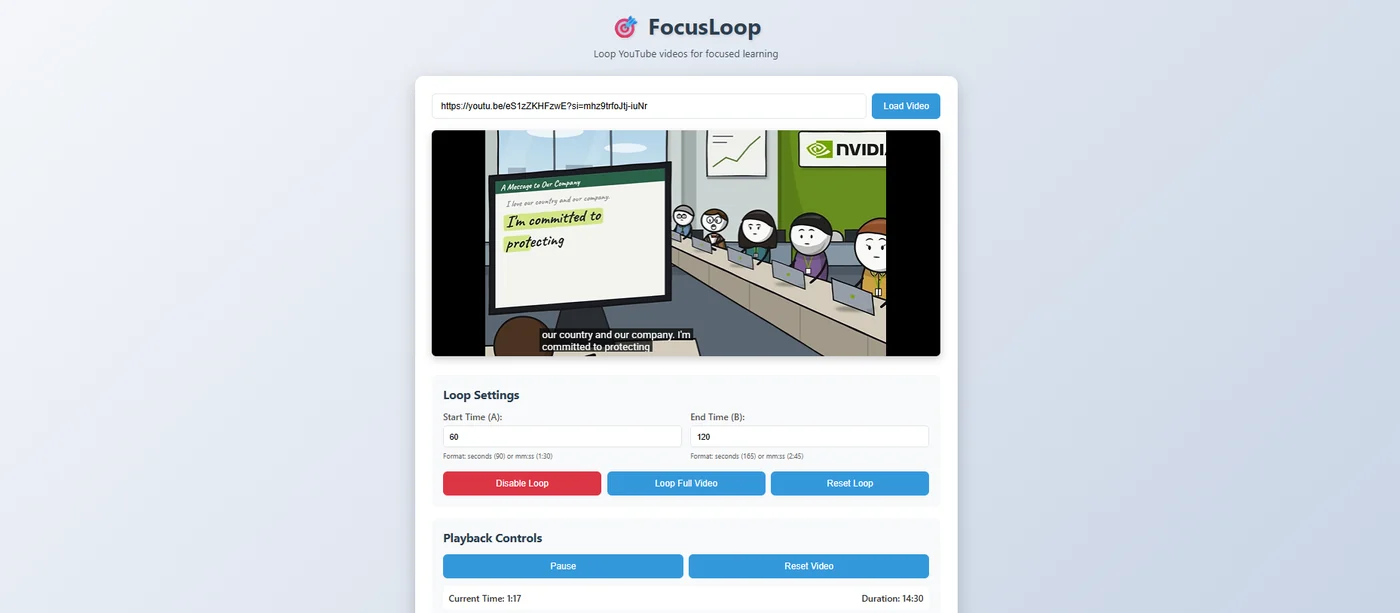 FocusLoop
Loop YouTube videos for focused learning
https://youtu.be/eS1zZKHFzwE?si=mhz9trfoJtj-iuNr
Load Video
A Message to Our Company
I love our country and our company.
I'm committed to
protecting
NVIDI
our country and our company. I'm
committed to protecting
Loop Settings
Start Time (A):
End Time (B):
60
120
Format: seconds (90) or mm:ss (1:30)
Format: seconds (165) or mm:ss (2:45)
Disable Loop
Loop Full Video
Reset Loop
Playback Controls
Pause
Reset Video
Current Time: 1:17
Duration: 14:30